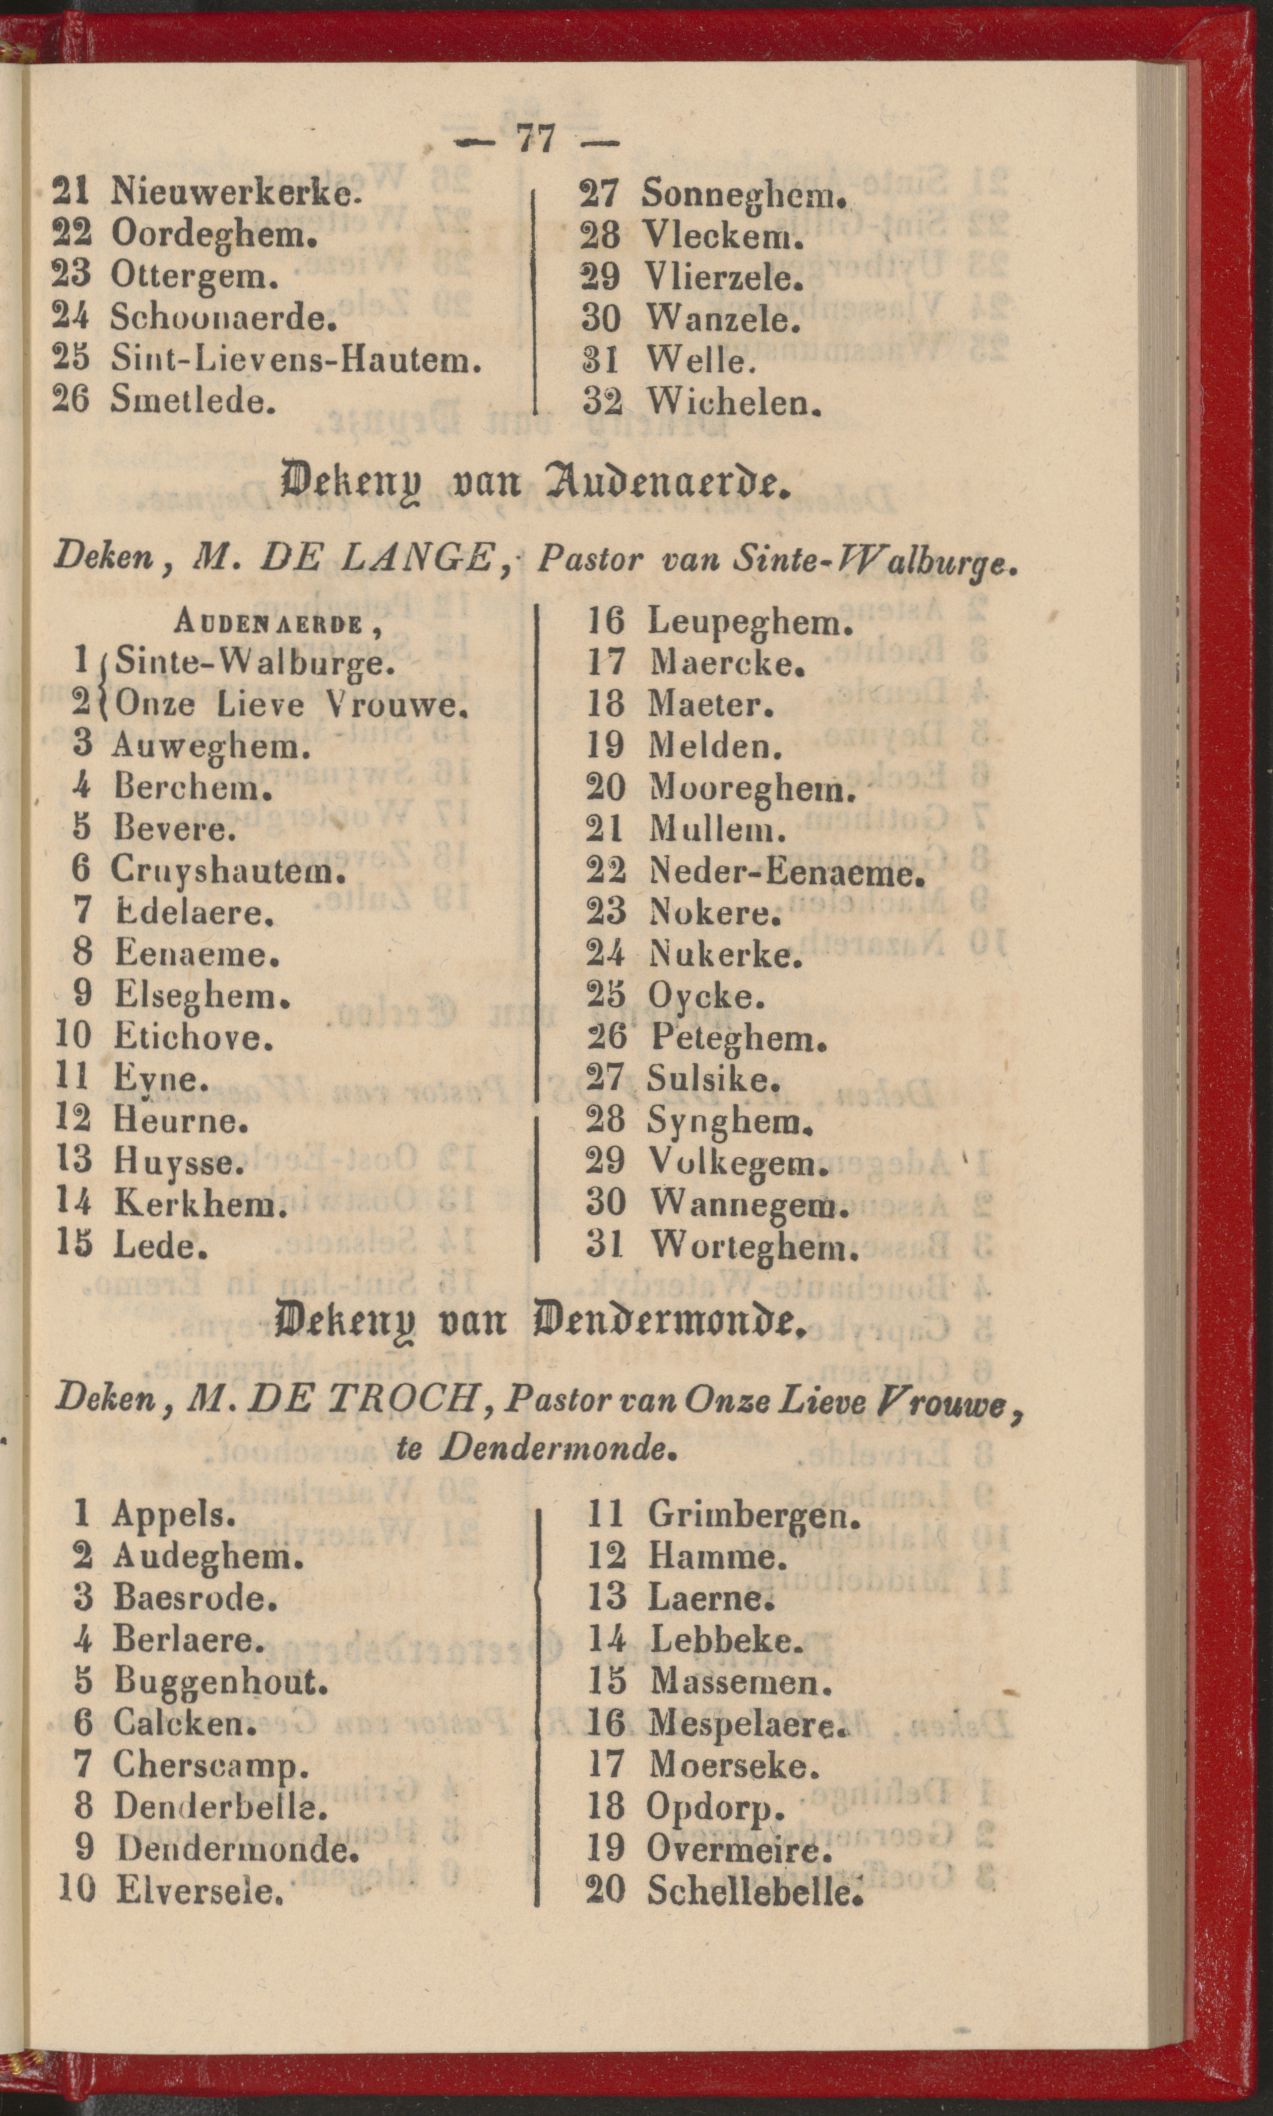 — 77 —
21 Nieuwerkerke.
22 Oordeghem.
23 Ottergem.
24 Schoonaerde.
25 Sint-Lievens-Hautem.
26 Smetlede.
27 Sonneghem.
28 Vleckem.
29 Vlierzele.
30 Wanzele.
31 Welle.
32 Wichelen.
Dekeny van Audenaerde.
Deken, M. DE LANGE, Pastor van Sinte-Walburge.
AUDENAERDE,
1 Sinte-Walburge.
2 Onze Lieve Vrouwe.
3 Auweghem.
4 Berchem.
5 Bevere.
6 Cruyshautem.
7 Edelaere.
8 Eenaeme.
9 Elseghem.
10 Etichove.
11 Eyne.
12 Heurne.
13 Huysse.
14 Kerkhem.
15 Lede.
16 Leupeghem.
17 Maercke.
18 Maeter.
19 Melden.
20 Mooreghem.
21 Mullem.
22 Neder-Eenaeme.
23 Nokere.
24 Nukerke.
25 Oycke.
26 Peteghem.
27 Sulsike.
28 Synghem.
29 Volkegem.
30 Wannegem.
31 Worteghem.
Dekeny van Dendermonde.
Deken, M. DE TROCH, Pastor van Onze Lieve Vrouwe,
te Dendermonde.
1 Appels.
2 Audeghem.
3 Baesrode.
4 Berlaere.
5 Buggenhout.
6 Calcken.
7 Cherscamp.
8 Denderbelle.
9 Dendermonde.
10 Elversele.
11 Grimbergen.
12 Hamme.
13 Laerne.
14 Lebbeke.
15 Massemen.
16 Mespelaere.
17 Moerseke.
18 Opdorp.
19 Overmeire.
20 Schellebelle.